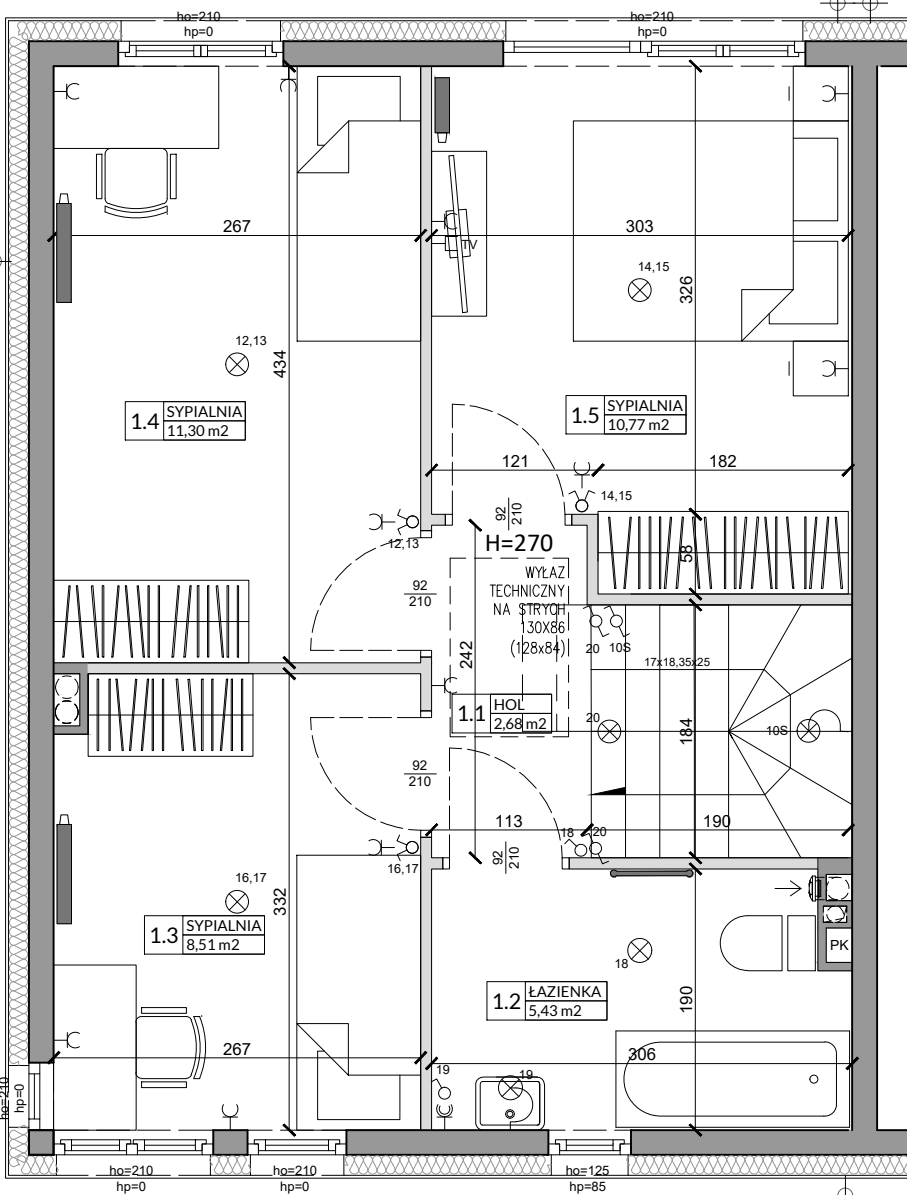 ho=210
hp=0
ho=210
hp=0
267
303
TV
14,15
326
12,13
434
1.4 SYPIALNIA
11,30 m2
1.5 SYPIALNIA
10,77 m2
121
182
14,15
12,13
92
210
H=270
58
WYŁAZ
TECHNICZNY
NA STRYCH
130X86
(128x84)
92
210
242
20
10S
17x18,35x25
1.1 HOL
2,68 m2
20
184
10S
92
210
113
190
18
20
92
210
16,17
16,17
332
1.3 SYPIALNIA
8,51 m2
18
PK
1.2 ŁAZIENKA
5,43 m2
190
267
306
19
19
ho=210
hp=0
ho=210
hp=0
ho=210
hp=0
ho=125
hp=85